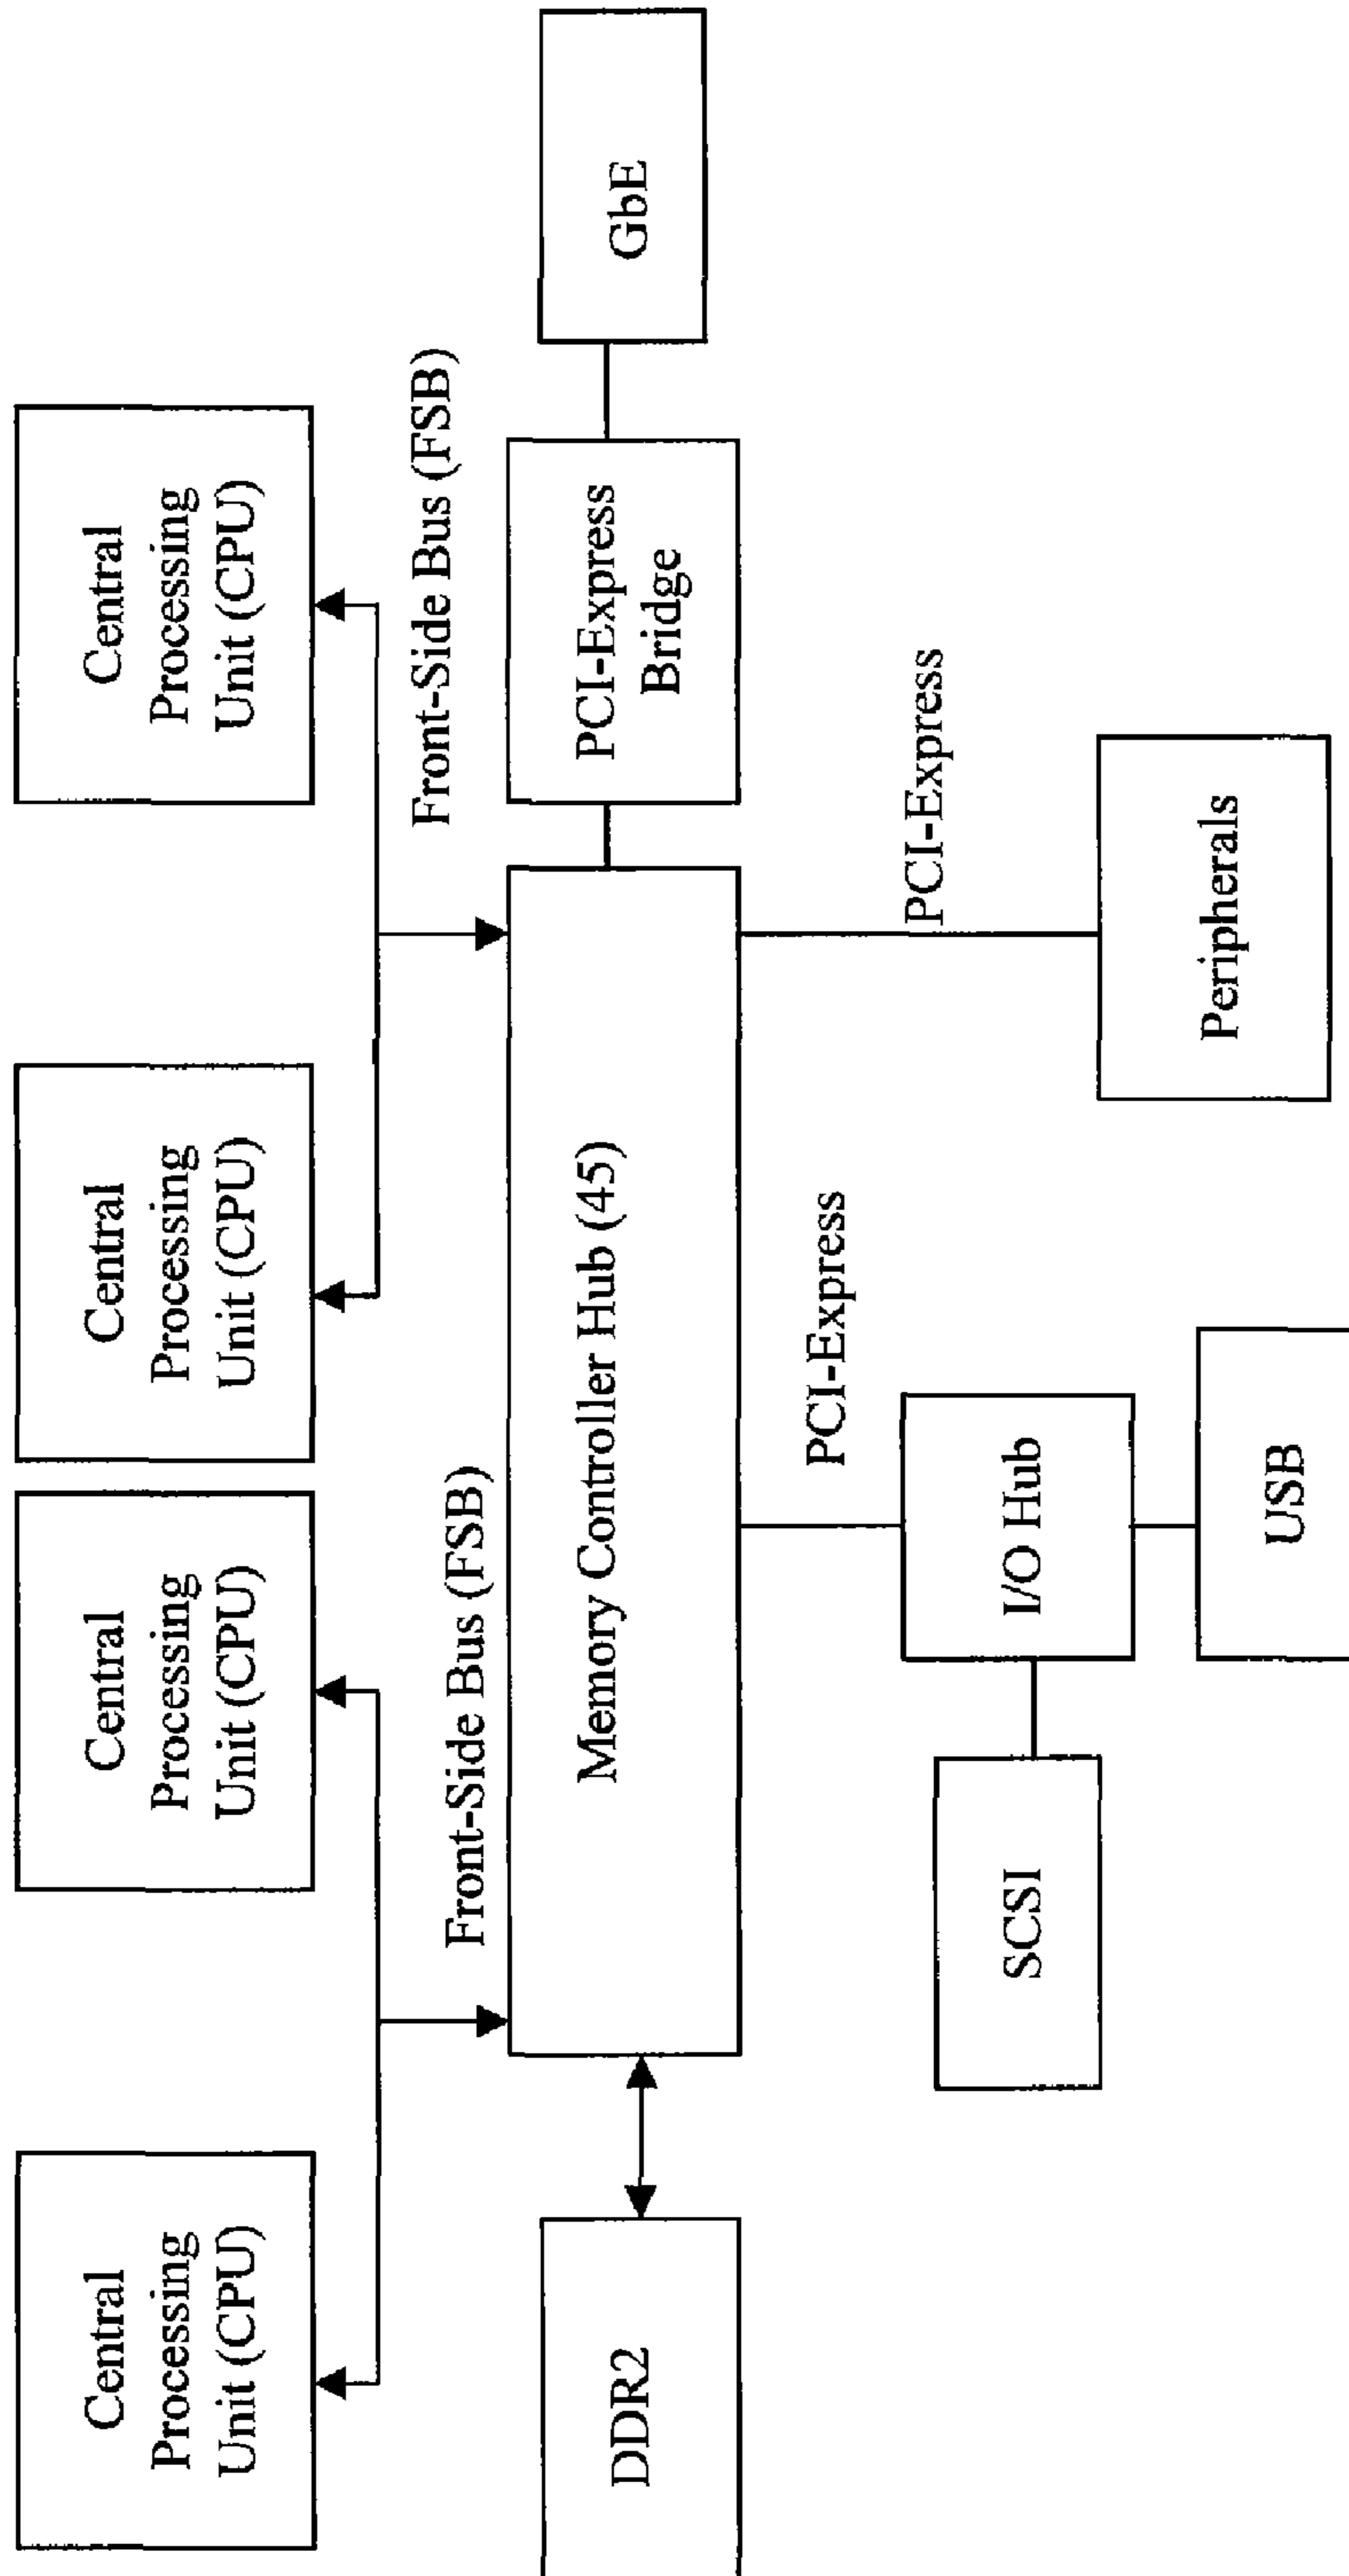 Central
Processing
Unit (CPU)
Central
Processing
Unit (CPU)
Central
Processing
Unit (CPU)
Central
Processing
Unit (CPU)
Front-Side Bus (FSB)
Front-Side Bus (FSB)
DDR2
Memory Controller Hub (45)
PCI-Express
Bridge
GbE
PCI-Express
PCI-Express
SCSI
I/O Hub
Peripherals
USB